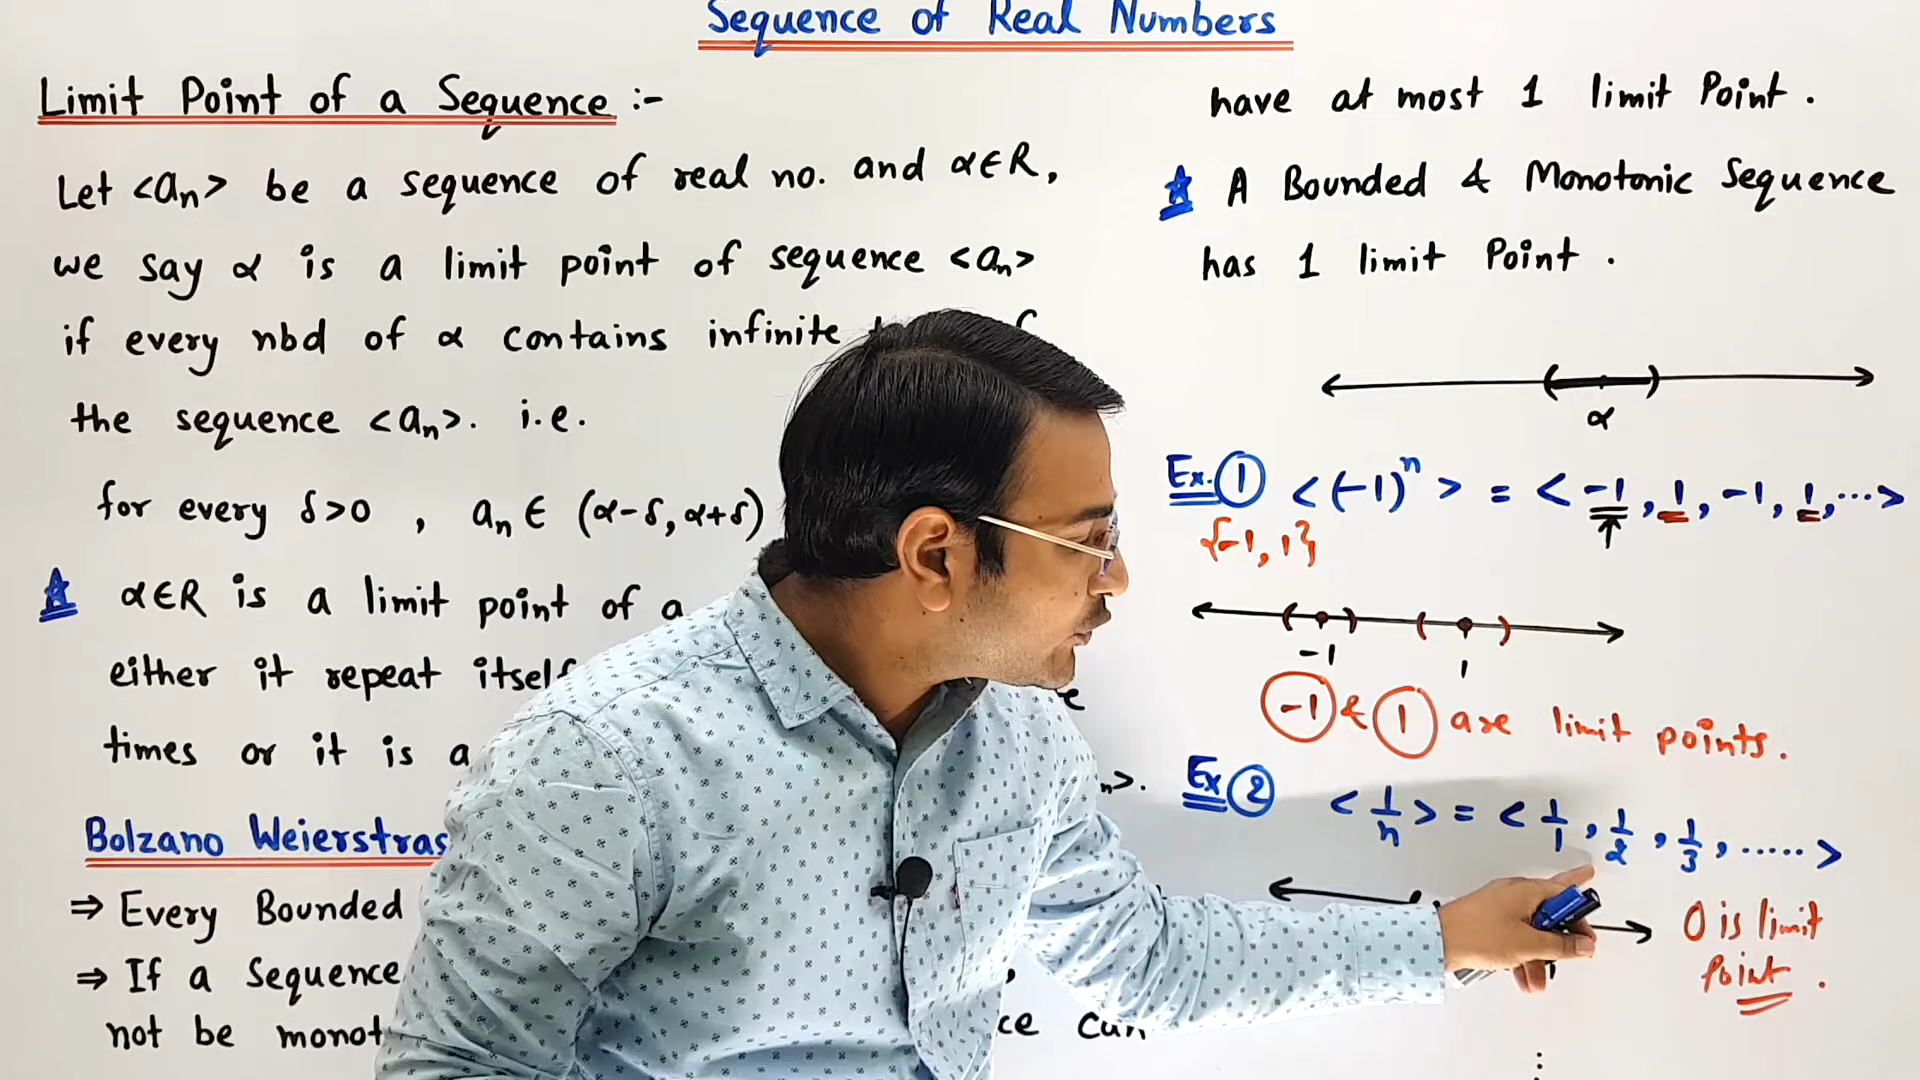 Sequence of Real Numbers
Limit Point of a Sequence :-
Let <aₙ> be a sequence of real no. and α∈R,
we say α is a limit point of sequence <aₙ>
if every nbd of α contains infinite
the sequence <aₙ>. i.e.
for every δ>0 , aₙ ∈ (α-δ, α+δ)
☆ α∈R is a limit point of a
either it repeat itself
times or it is a
Bolzano Weierstras
⇒ Every Bounded
⇒ If a Sequence
not be monot
have at most 1 limit Point.
☆ A Bounded & Monotonic Sequence
has 1 limit Point.
α
Ex. ① <(-1)ⁿ> = <-1, 1, -1, 1, ...>
{-1, 1}
-1 1
-1 & 1 are limit points.
Ex ② <1/n> = <1/1, 1/2, 1/3, .....>
0 is limit
Point.